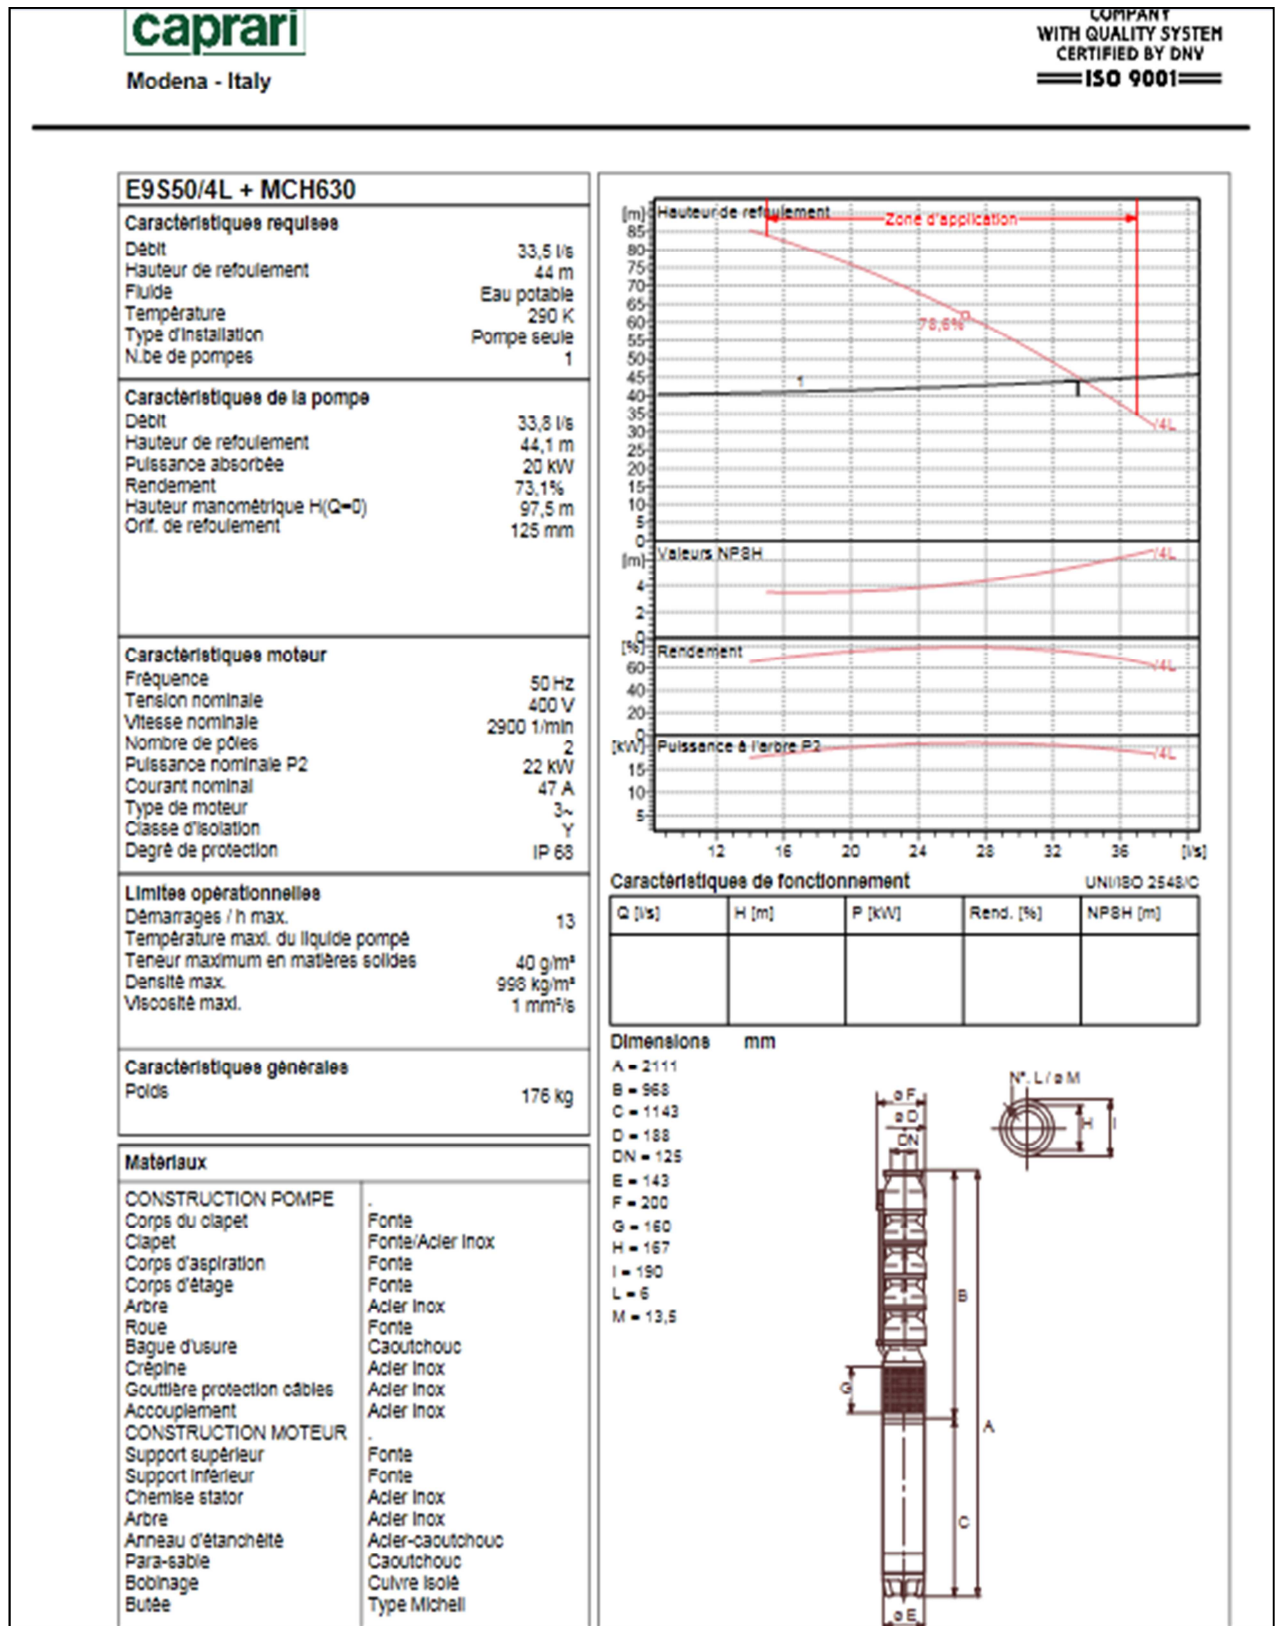 caprari
Modena - Italy
COMPANY
WITH QUALITY SYSTEM
CERTIFIED BY DNV
ISO 9001
E9S50/4L + MCH630
Caractéristiques requises
Débit 33,5 l/s
Hauteur de refoulement 44 m
Fluide Eau potable
Température 290 K
Type d'installation Pompe seule
N.be de pompes 1
Caractéristiques de la pompe
Débit 33,8 l/s
Hauteur de refoulement 44,1 m
Puissance absorbée 20 kW
Rendement 73,1%
Hauteur manométrique H(Q=0) 97,5 m
Orif. de refoulement 125 mm
Caractéristiques moteur
Fréquence 50 Hz
Tension nominale 400 V
Vitesse nominale 2900 1/min
Nombre de pôles 2
Puissance nominale P2 22 kW
Courant nominal 47 A
Type de moteur 3~
Classe d'isolation Y
Degré de protection IP 68
Limites opérationnelles
Démarrages / h max. 13
Température maxi. du liquide pompé
Teneur maximum en matières solides 40 g/m³
Densité max. 998 kg/m³
Viscosité maxi. 1 mm²/s
Caractéristiques générales
Poids 176 kg
Matériaux
CONSTRUCTION POMPE .
Corps du clapet Fonte
Clapet Fonte/Acier Inox
Corps d'aspiration Fonte
Corps d'étage Fonte
Arbre Acier Inox
Roue Fonte
Bague d'usure Caoutchouc
Crépine Acier Inox
Gouttière protection câbles Acier Inox
Accouplement Acier Inox
CONSTRUCTION MOTEUR .
Support supérieur Fonte
Support Inférieur Fonte
Chemise stator Acier Inox
Arbre Acier Inox
Anneau d'étanchéité Acier-caoutchouc
Para-sable Caoutchouc
Bobinage Cuivre Isolé
Butée Type Michell
[m] Hauteur de refoulement
Zone d'application
85
80
75
70
65
60
55
50
45
40
35
30
25
20
15
10
5
0
78,6%
1
/4L
[m] Valeurs NPSH
4
2
0
/4L
[%] Rendement
60
40
20
0
/4L
[kW] Puissance à l'arbre P2
15
10
5
/4L
12 16 20 24 28 32 36 [l/s]
Caractéristiques de fonctionnement UNI/ISO 2548/C
Q [l/s] H [m] P [kW] Rend. [%] NPSH [m]
Dimensions mm
A = 2111
B = 968
C = 1143
D = 188
DN = 125
E = 143
F = 200
G = 160
H = 167
I = 190
L = 6
M = 13,5
N°. L / ø M
ø F
ø D
DN
H
I
B
G
A
C
ø E